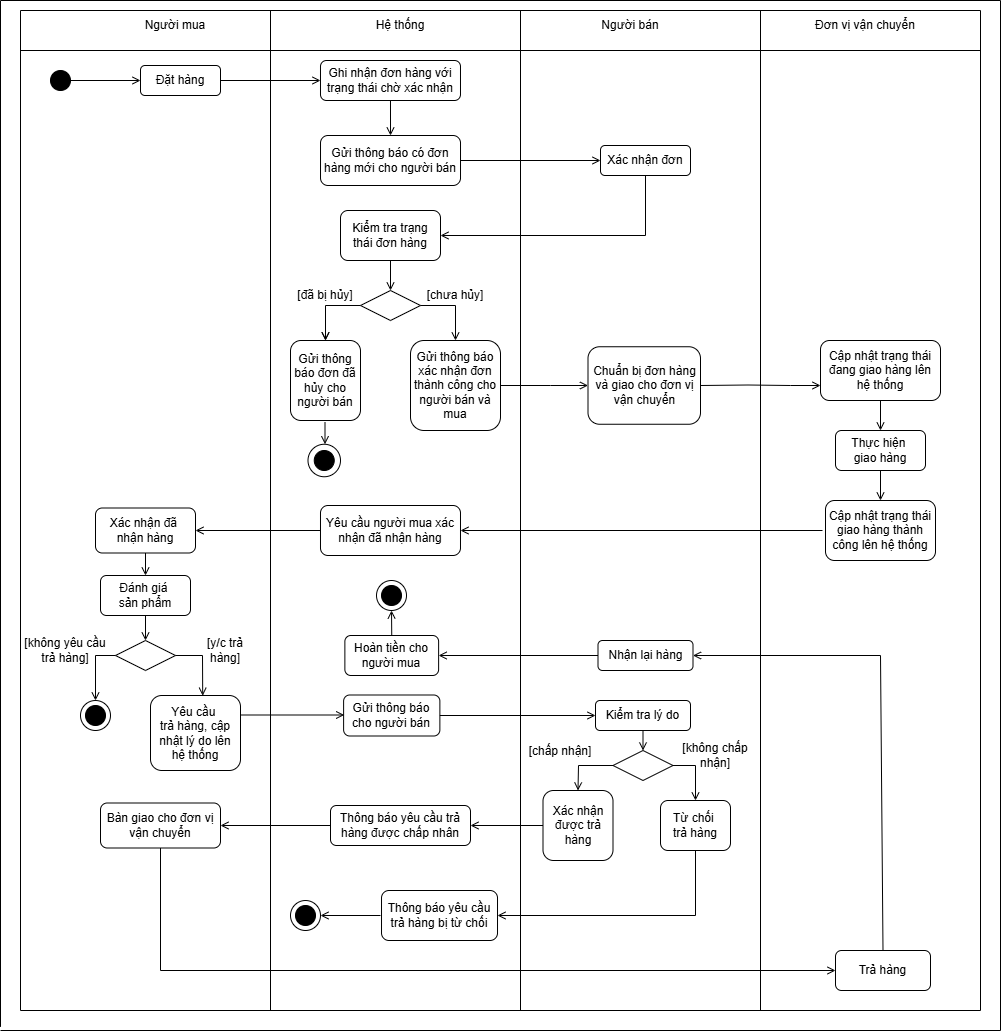 Người mua
Hệ thống
Người bán
Đơn vị vận chuyển
Đặt hàng
Ghi nhận đơn hàng với
trạng thái chờ xác nhận
Gửi thông báo có đơn
hàng mới cho người bán
Xác nhận đơn
Kiểm tra trạng
thái đơn hàng
[đã bị hủy]
[chưa hủy]
Gửi thông
báo đơn đã
hủy cho
người bán
Gửi thông báo
xác nhận đơn
thành công cho
người bán và
mua
Chuẩn bị đơn hàng
và giao cho đơn vị
vận chuyển
Cập nhật trạng thái
đang giao hàng lên
hệ thống
Thực hiện
giao hàng
Cập nhật trạng thái
giao hàng thành
công lên hệ thống
Yêu cầu người mua xác
nhận đã nhận hàng
Xác nhận đã
nhận hàng
Đánh giá
sản phẩm
[không yêu cầu
trả hàng]
[y/c trả
hàng]
Hoàn tiền cho
người mua
Nhận lại hàng
Yêu cầu
trả hàng, cập
nhật lý do lên
hệ thống
Gửi thông báo
cho người bán
Kiểm tra lý do
[chấp nhận]
[không chấp
nhận]
Xác nhận
được trả
hàng
Từ chối
trả hàng
Thông báo yêu cầu trả
hàng được chấp nhân
Bàn giao cho đơn vị
vận chuyển
Thông báo yêu cầu
trả hàng bị từ chối
Trả hàng